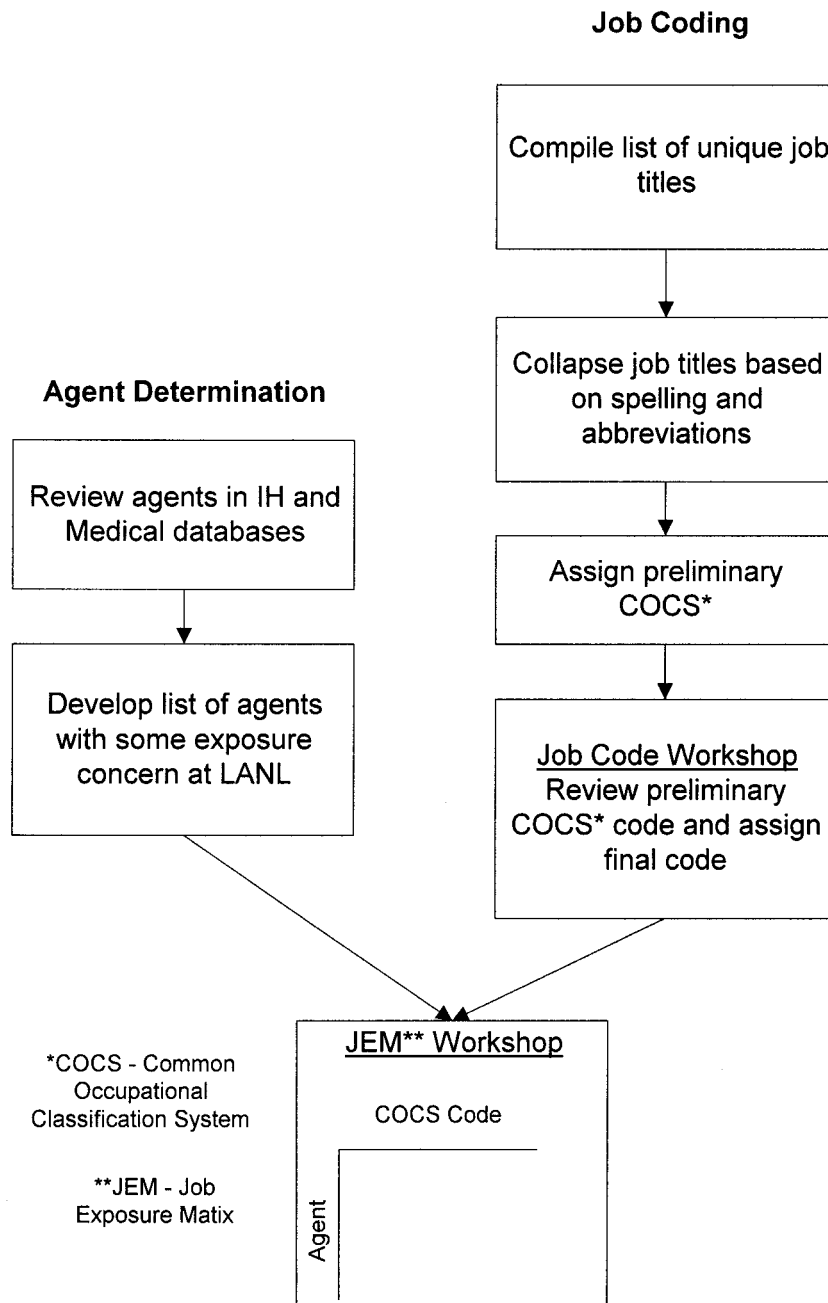 Job Coding
Compile list of unique job
titles
Collapse job titles based
on spelling and
abbreviations
Assign preliminary
COCS*
Job Code Workshop
Review preliminary
COCS* code and assign
final code
Agent Determination
Review agents in IH and
Medical databases
Develop list of agents
with some exposure
concern at LANL
JEM** Workshop
COCS Code
Agent
*COCS - Common
Occupational
Classification System
**JEM - Job
Exposure Matix